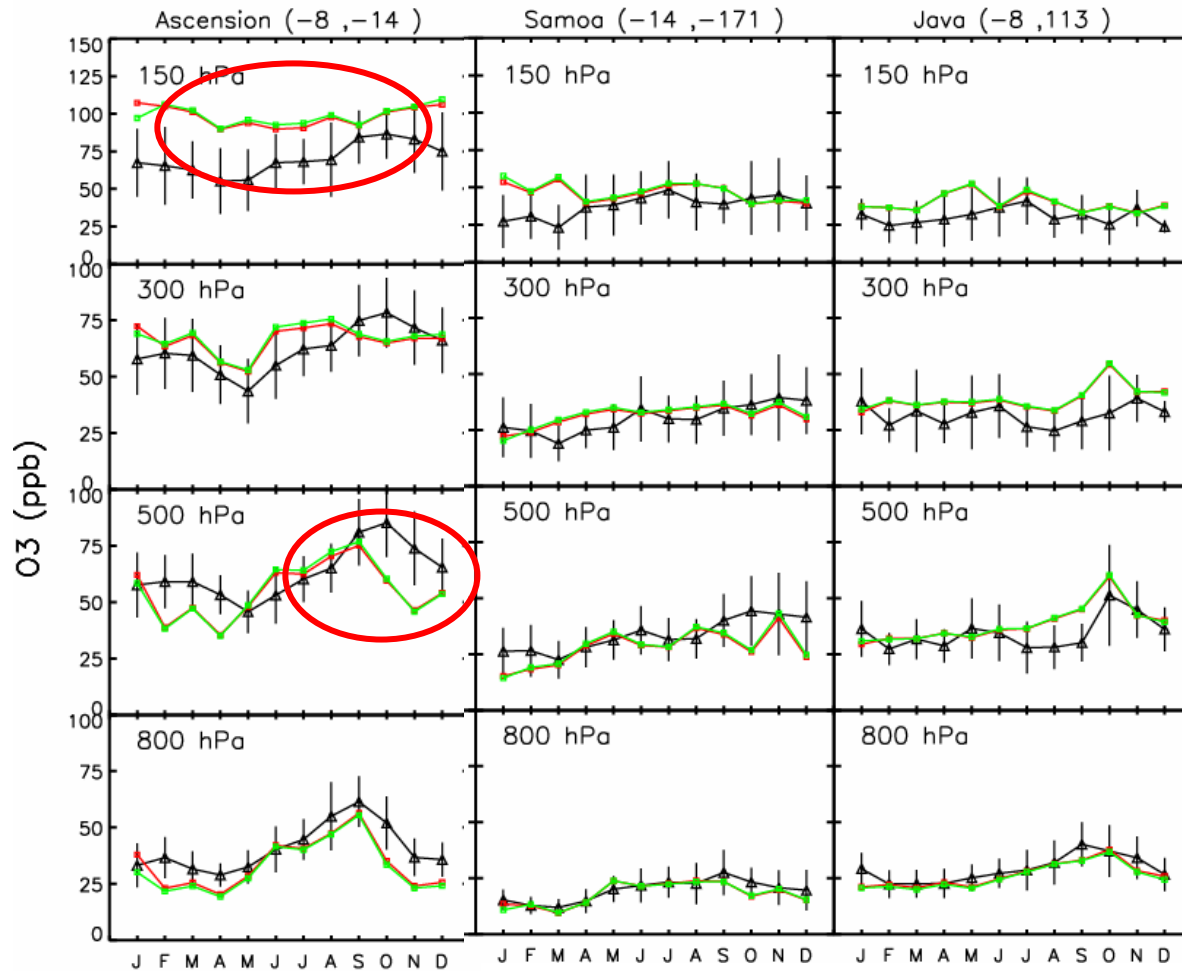 Ascension (−8 ,−14) Samoa (−14 ,−171) Java (−8 ,113)
150 150 hPa 150 hPa 150 hPa
125
100
75
50
25
0
100 300 hPa 300 hPa 300 hPa
75
50
25
0
O3 (ppb)
100 500 hPa 500 hPa 500 hPa
75
50
25
0
100 800 hPa 800 hPa 800 hPa
75
50
25
0
J F M A M J J A S O N D J F M A M J J A S O N D J F M A M J J A S O N D